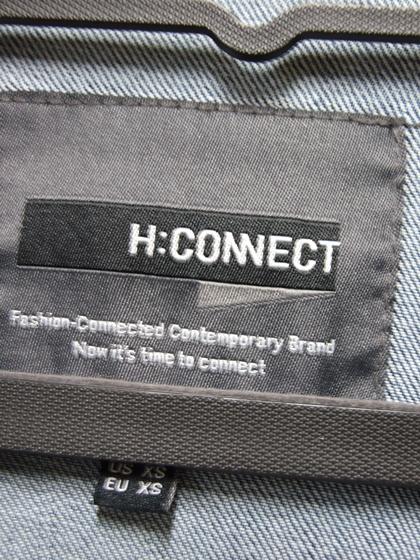 H:CONNECT
Fashion-Connected Contemporary Brand
Now it's time to connect
US XS
EU XS